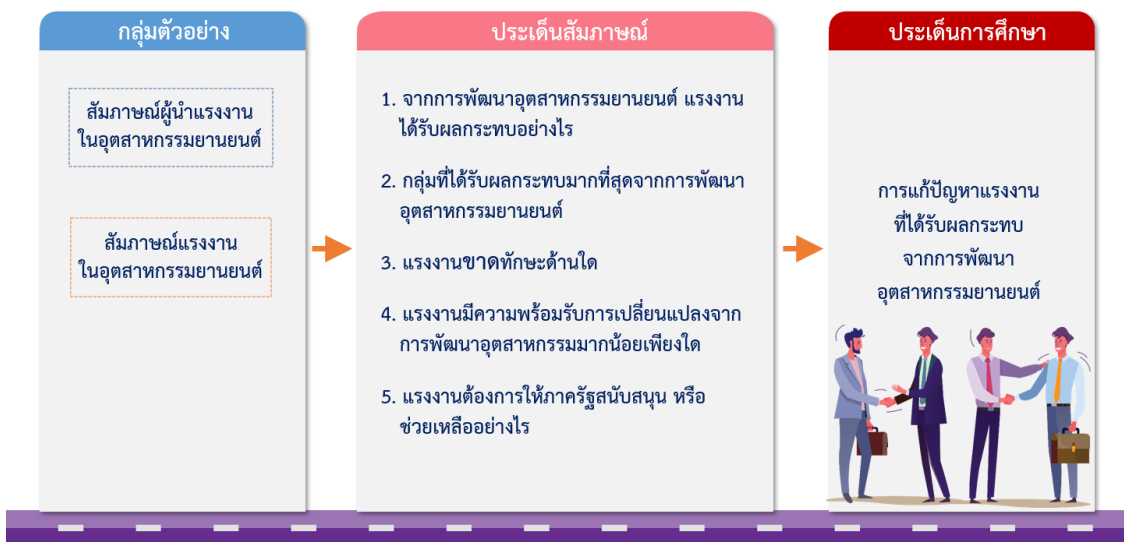 กลุ่มตัวอย่าง
สัมภาษณ์ผู้นำแรงงาน
ในอุตสาหกรรมยานยนต์
สัมภาษณ์แรงงาน
ในอุตสาหกรรมยานยนต์
ประเด็นสัมภาษณ์
1. จากการพัฒนาอุตสาหกรรมยานยนต์ แรงงาน
ได้รับผลกระทบอย่างไร
2. กลุ่มที่ได้รับผลกระทบมากที่สุดจากการพัฒนา
อุตสาหกรรมยานยนต์
3. แรงงานขาดทักษะด้านใด
4. แรงงานมีความพร้อมรับการเปลี่ยนแปลงจาก
การพัฒนาอุตสาหกรรมมากน้อยเพียงใด
5. แรงงานต้องการให้ภาครัฐสนับสนุน หรือ
ช่วยเหลืออย่างไร
ประเด็นการศึกษา
การแก้ปัญหาแรงงาน
ที่ได้รับผลกระทบ
จากการพัฒนา
อุตสาหกรรมยานยนต์